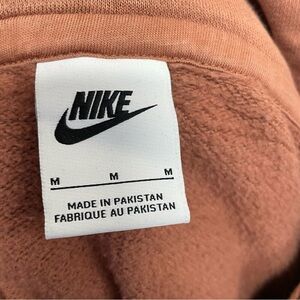 NIKE
M M M
MADE IN PAKISTAN
FABRIQUE AU PAKISTAN